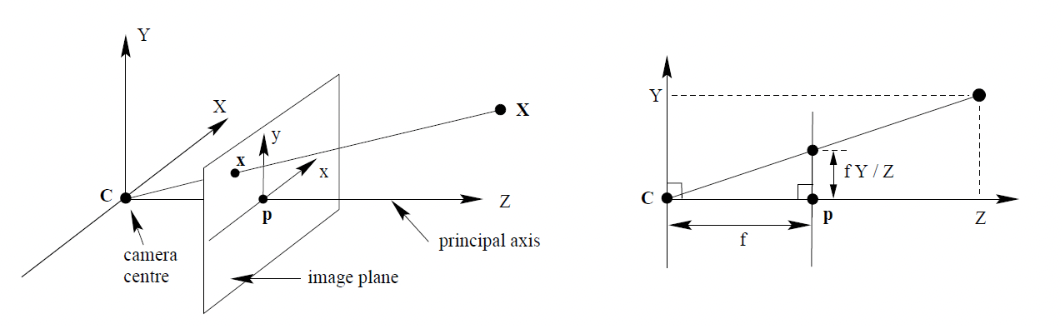 Y
X
X
y
x
x
C
p
Z
camera
centre
principal axis
image plane
Y
f Y / Z
C
p
Z
f